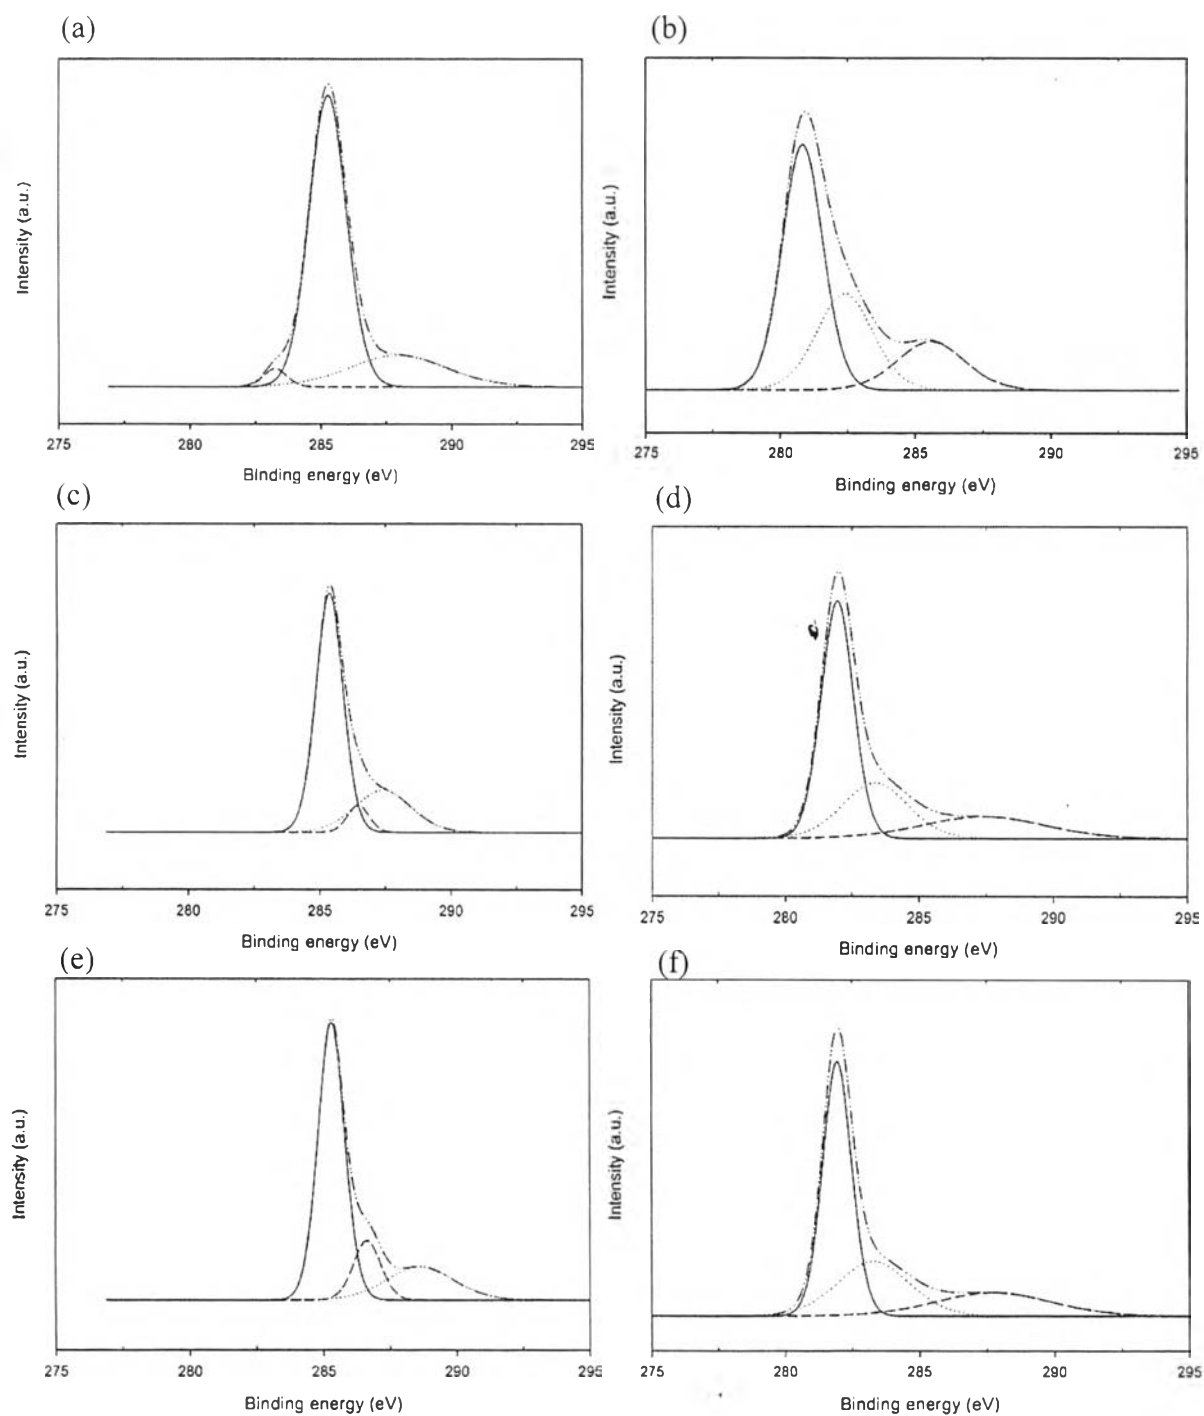 (a) (b)
Intensity (a.u.) Intensity (a.u.)
275 280 285 290 295 275 280 285 290 295
Binding energy (eV) Binding energy (eV)
(c) (d)
Intensity (a.u.) Intensity (a.u.)
275 280 285 290 295 275 280 285 290 295
Binding energy (eV) Binding energy (eV)
(e) (f)
Intensity (a.u.) Intensity (a.u.)
275 280 285 290 295 275 280 285 290 295
Binding energy (eV) Binding energy (eV)